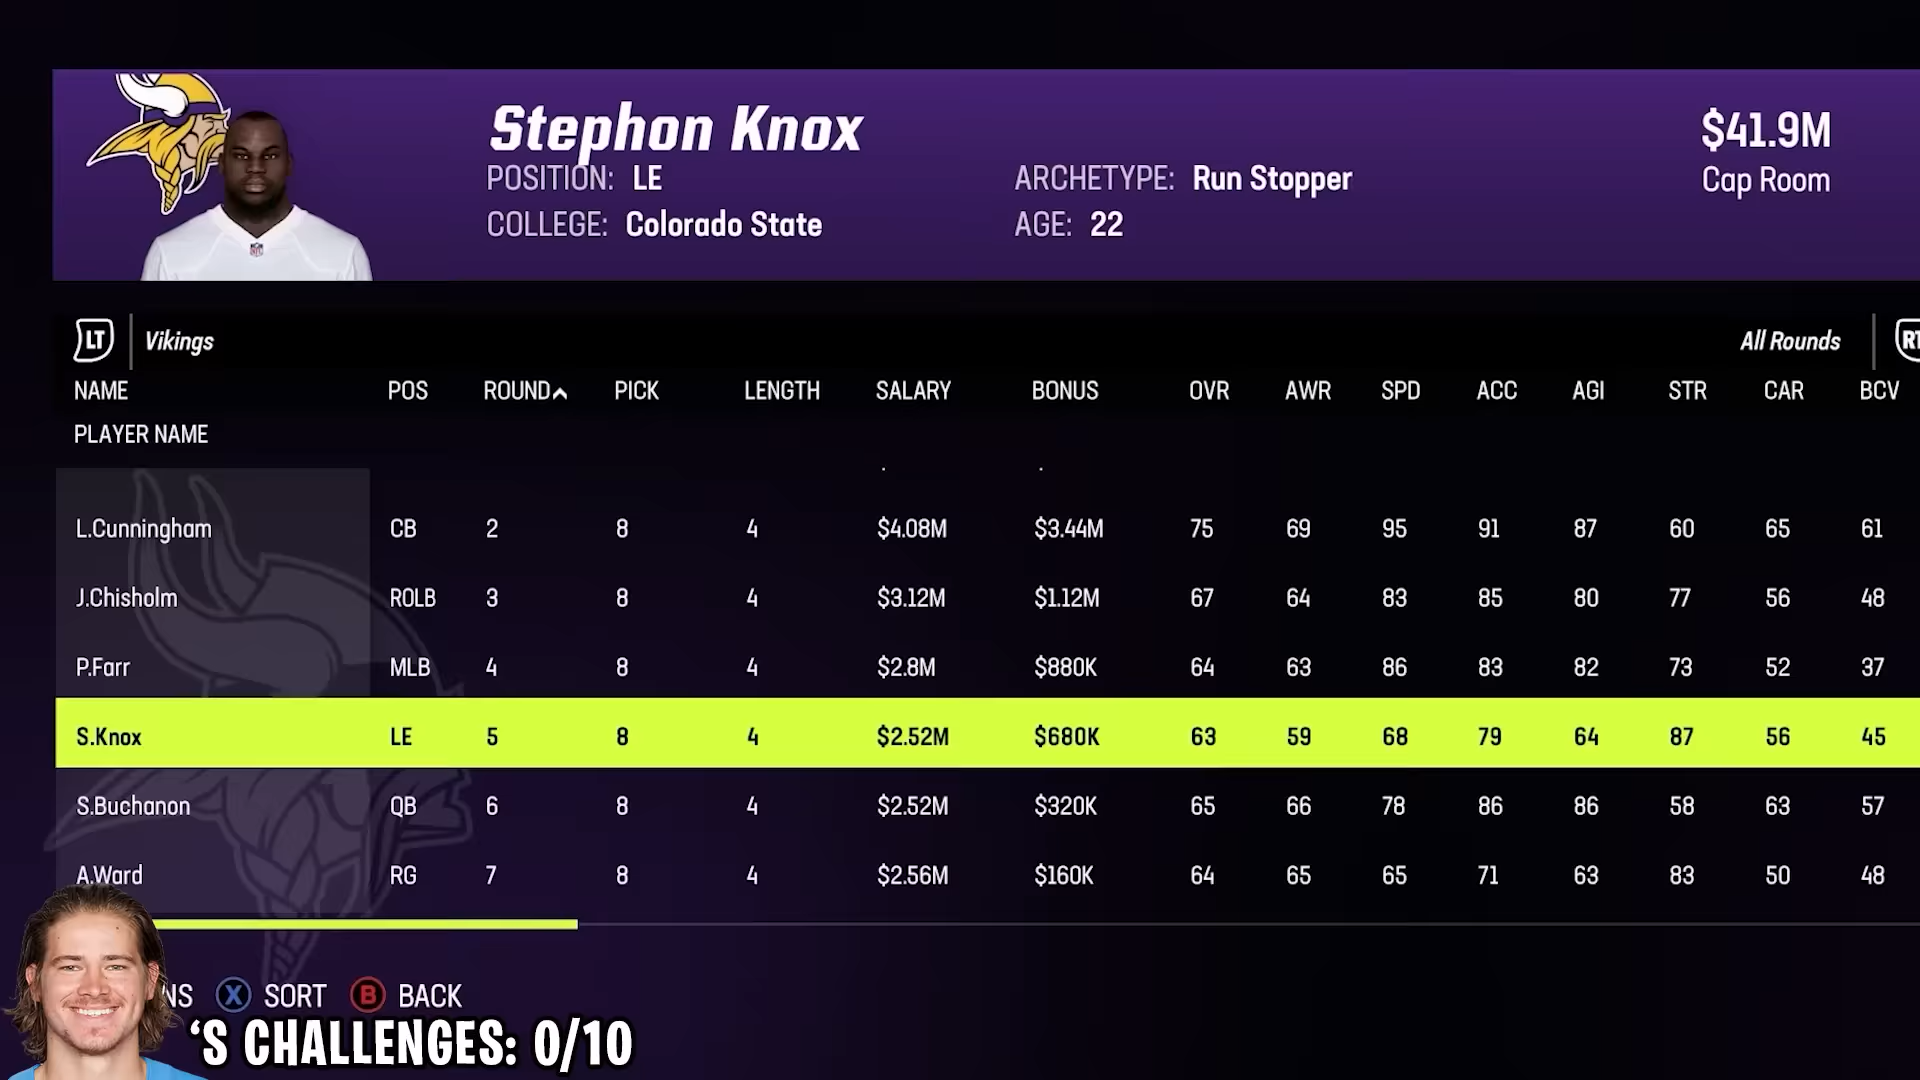 Stephon Knox
POSITION: LE
COLLEGE: Colorado State
ARCHETYPE: Run Stopper
AGE: 22
$41.9M
Cap Room
LT Vikings All Rounds RT
NAME POS ROUND PICK LENGTH SALARY BONUS OVR AWR SPD ACC AGI STR CAR BCV
PLAYER NAME
L.Cunningham CB 2 8 4 $4.08M $3.44M 75 69 95 91 87 60 65 61
J.Chisholm ROLB 3 8 4 $3.12M $1.12M 67 64 83 85 80 77 56 48
P.Farr MLB 4 8 4 $2.8M $880K 64 63 86 83 82 73 52 37
S.Knox LE 5 8 4 $2.52M $680K 63 59 68 79 64 87 56 45
S.Buchanon QB 6 8 4 $2.52M $320K 65 66 78 86 86 58 63 57
A.Ward RG 7 8 4 $2.56M $160K 64 65 65 71 63 83 50 48
X SORT B BACK
‘S CHALLENGES: 0/10